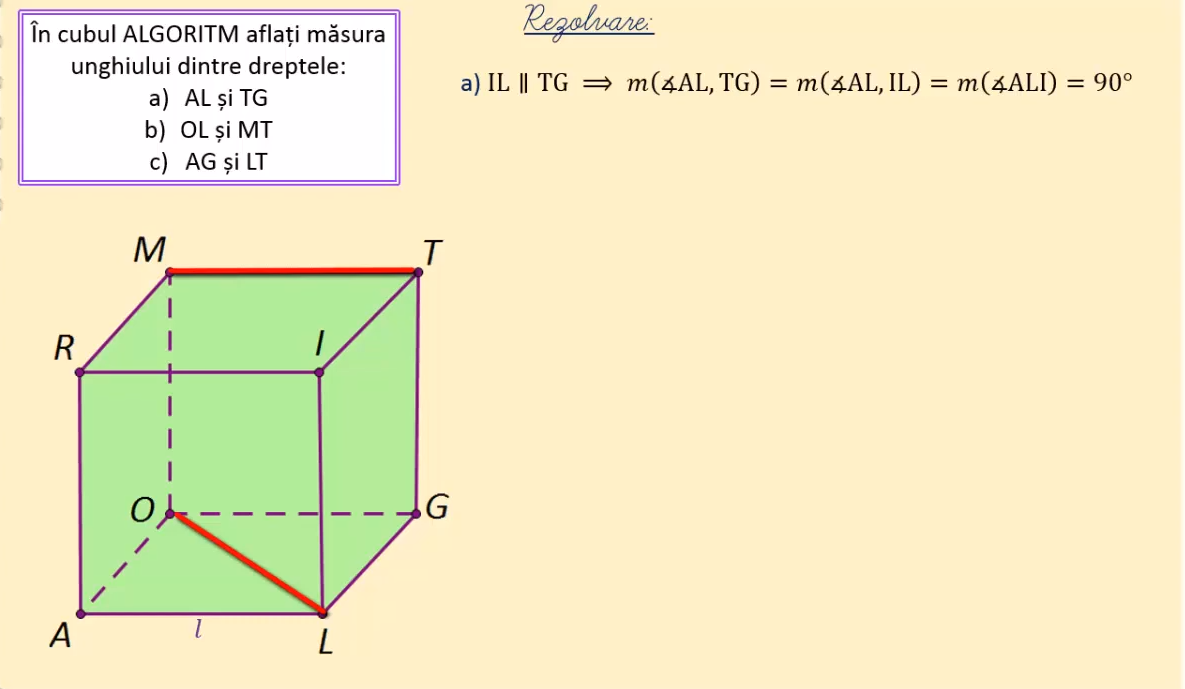 În cubul ALGORITM aflați măsura
unghiului dintre dreptele:
a) AL și TG
b) OL și MT
c) AG și LT
Rezolvare:
a) IL ∥ TG ⟹ m(∡AL, TG) = m(∡AL, IL) = m(∡ALI) = 90°
M
T
R
I
O
G
A
l
L